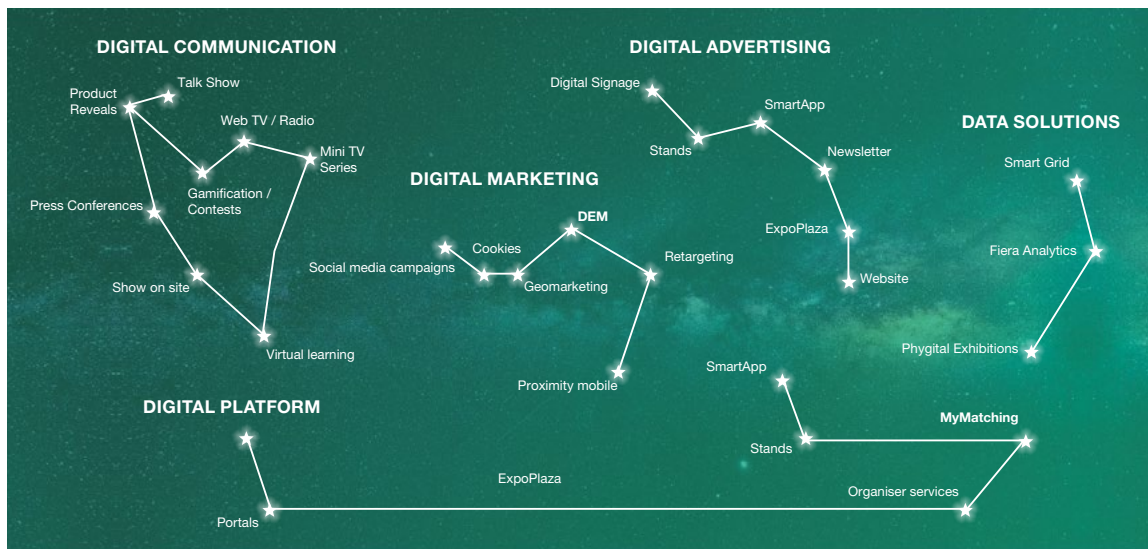 DIGITAL COMMUNICATION
Talk Show
Product
Reveals
Web TV / Radio
Mini TV
Series
Gamification /
Contests
Press Conferences
Show on site
Virtual learning
DIGITAL MARKETING
DEM
Cookies
Social media campaigns
Geomarketing
Retargeting
Proximity mobile
DIGITAL ADVERTISING
Digital Signage
SmartApp
Stands
Newsletter
ExpoPlaza
Website
DATA SOLUTIONS
Smart Grid
Fiera Analytics
Phygital Exhibitions
DIGITAL PLATFORM
SmartApp
MyMatching
Stands
ExpoPlaza
Organiser services
Portals